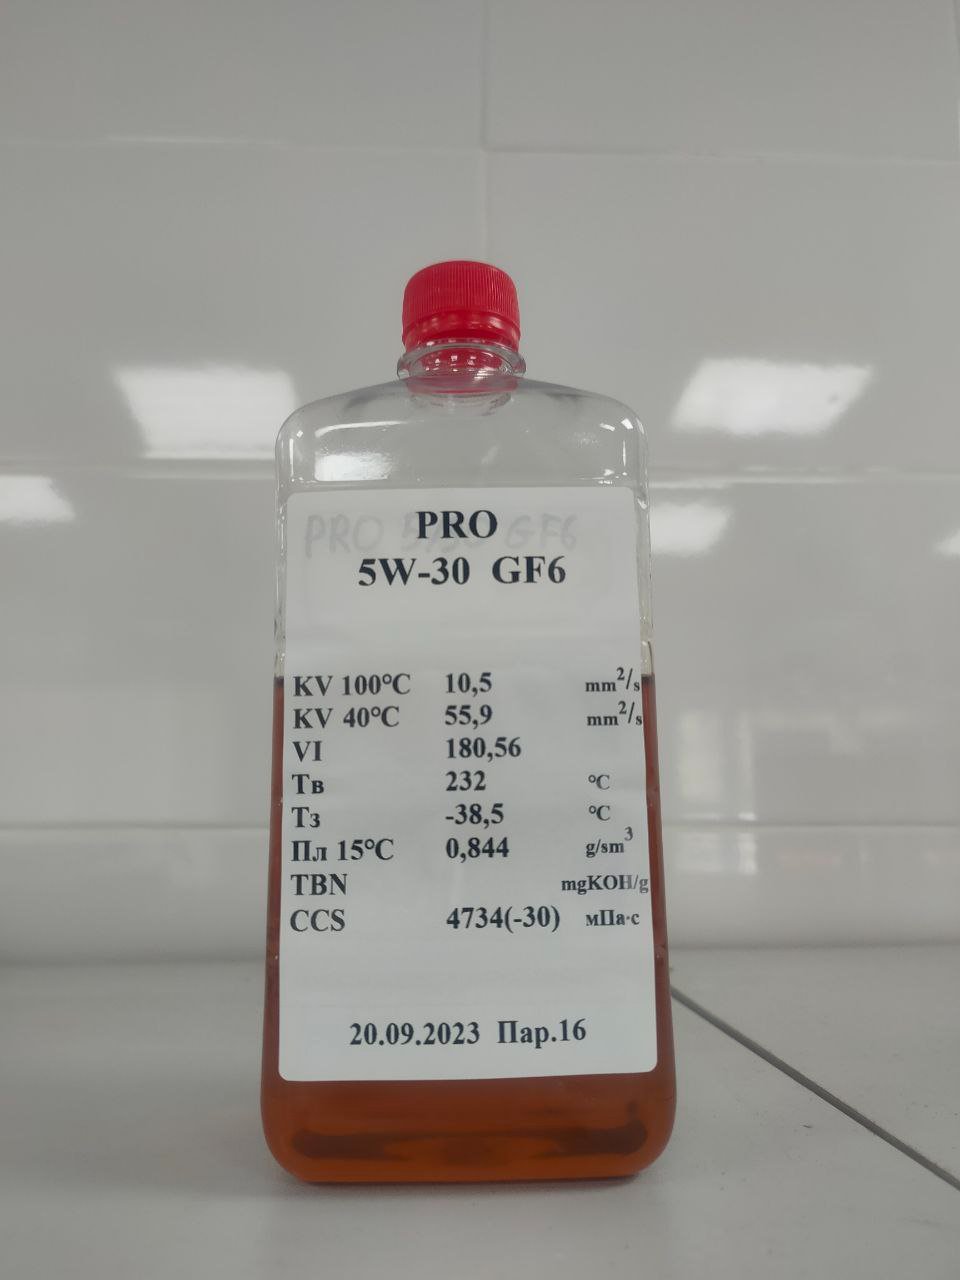 PRO
5W-30 GF6
KV 100°C 10,5 mm²/s
KV 40°C 55,9 mm²/s
VI 180,56
Тв 232 °C
Тз -38,5 °C
Пл 15°C 0,844 g/sm³
TBN mgKOH/g
CCS 4734(-30) мПа·с
20.09.2023 Пар.16